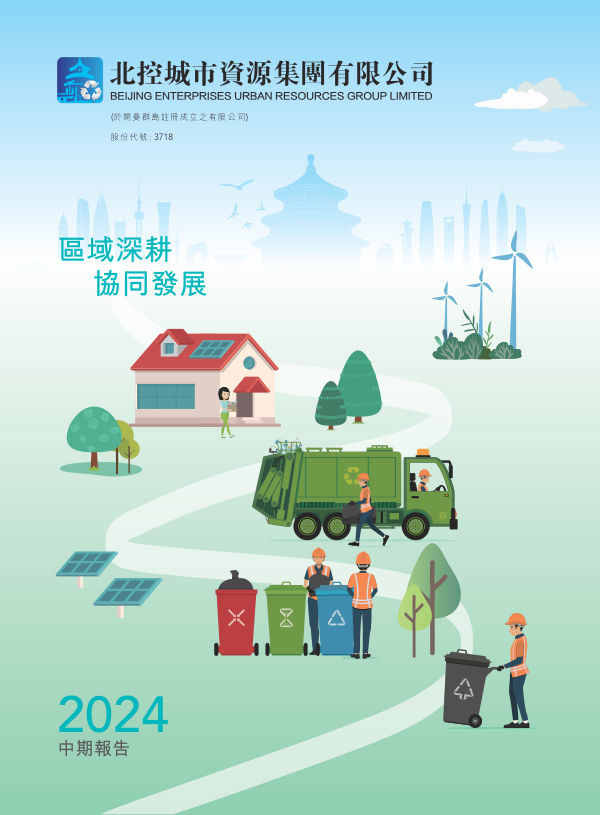 北控城市資源集團有限公司
BEIJING ENTERPRISES URBAN RESOURCES GROUP LIMITED
(於開曼群島註冊成立之有限公司)
股份代號 : 3718
區域深耕
協同發展
2024
中期報告